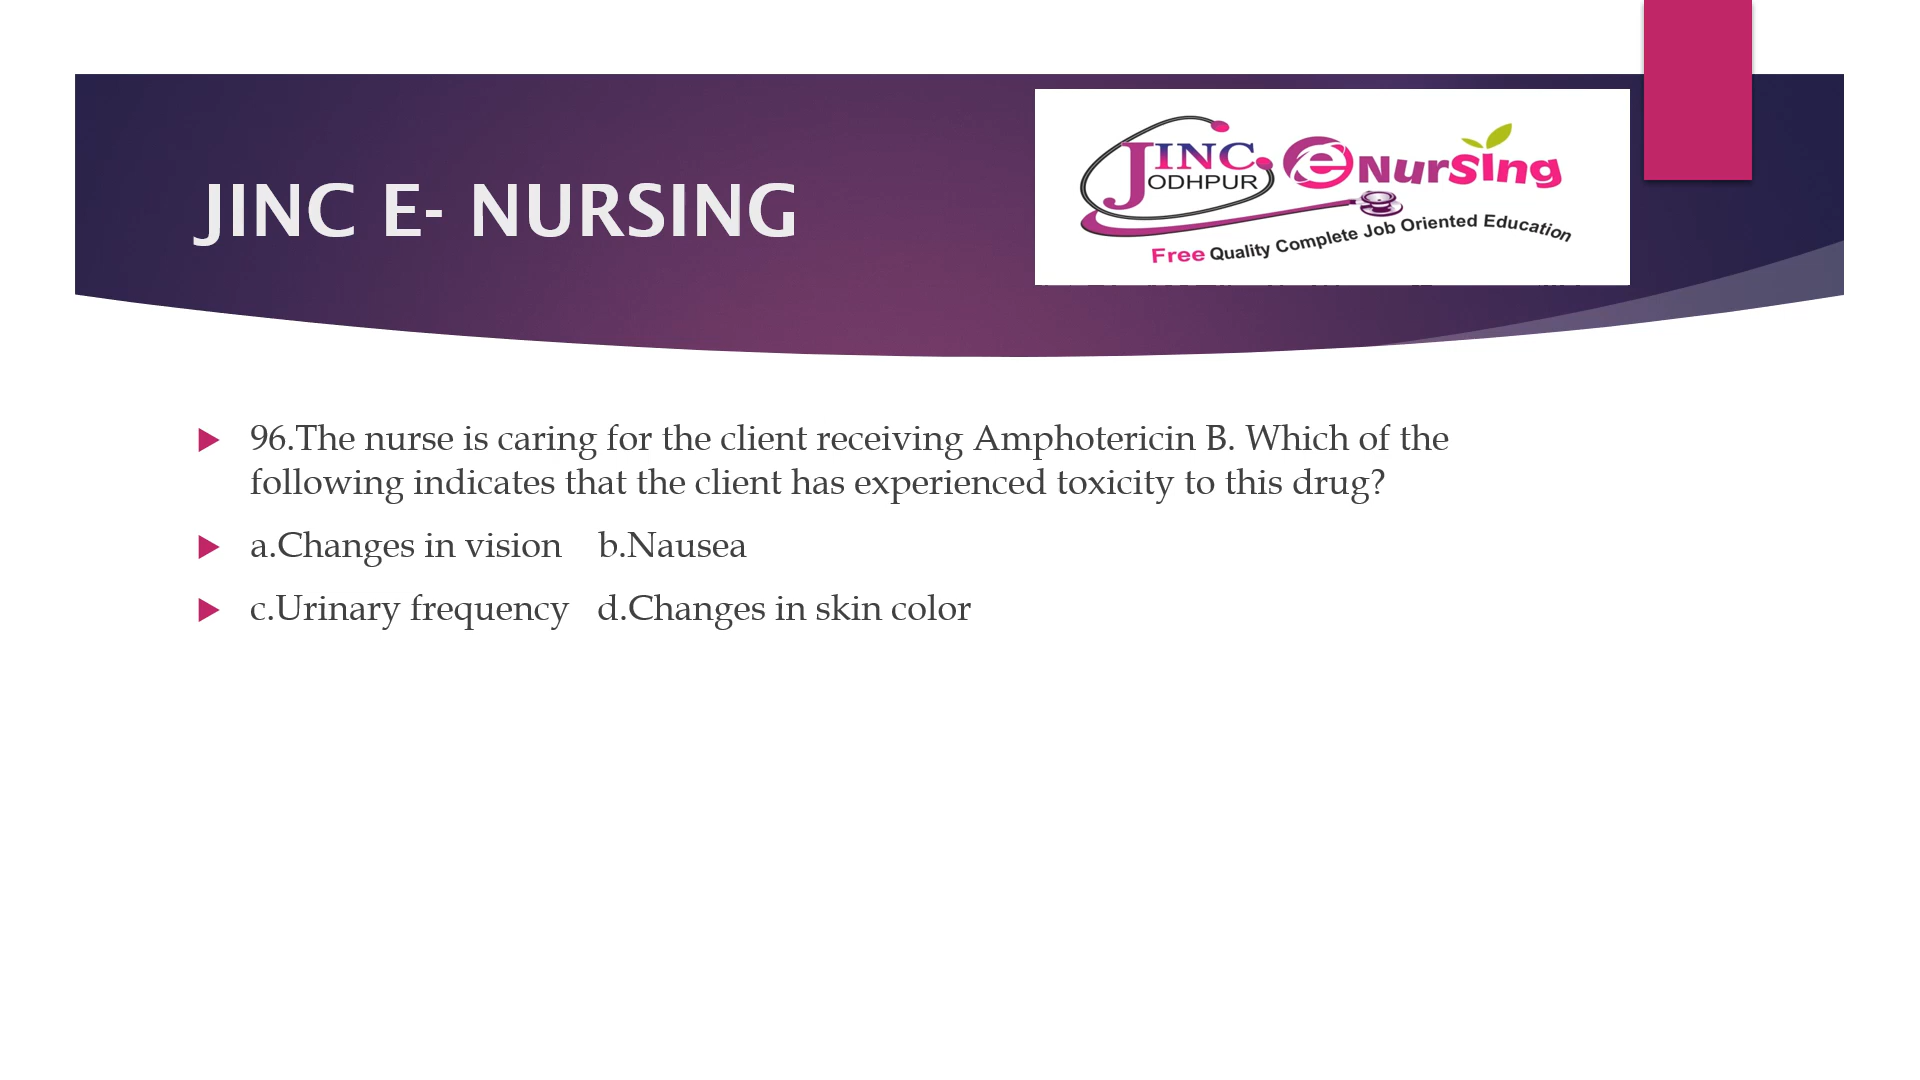 JINC E- NURSING
JINC ODHPUR eNursing
Free Quality Complete Job Oriented Education
96.The nurse is caring for the client receiving Amphotericin B. Which of the
following indicates that the client has experienced toxicity to this drug?
a.Changes in vision b.Nausea
c.Urinary frequency d.Changes in skin color